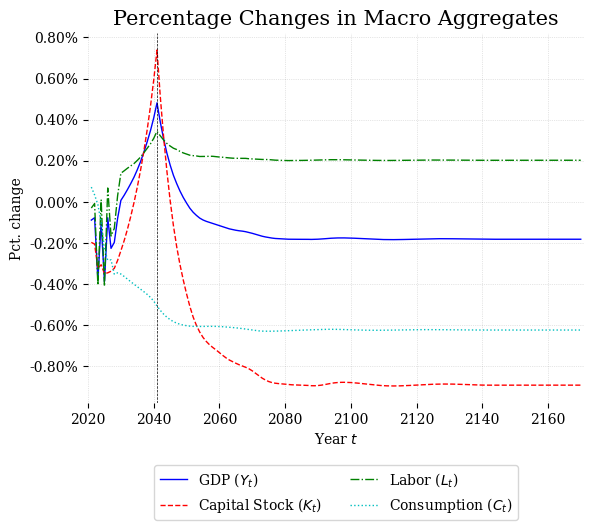 Percentage Changes in Macro Aggregates
0.80%
0.60%
0.40%
0.20%
0.00%
-0.20%
-0.40%
-0.60%
-0.80%
Pct. change
2020 2040 2060 2080 2100 2120 2140 2160
Year t
GDP (Y_t) Labor (L_t)
Capital Stock (K_t) Consumption (C_t)